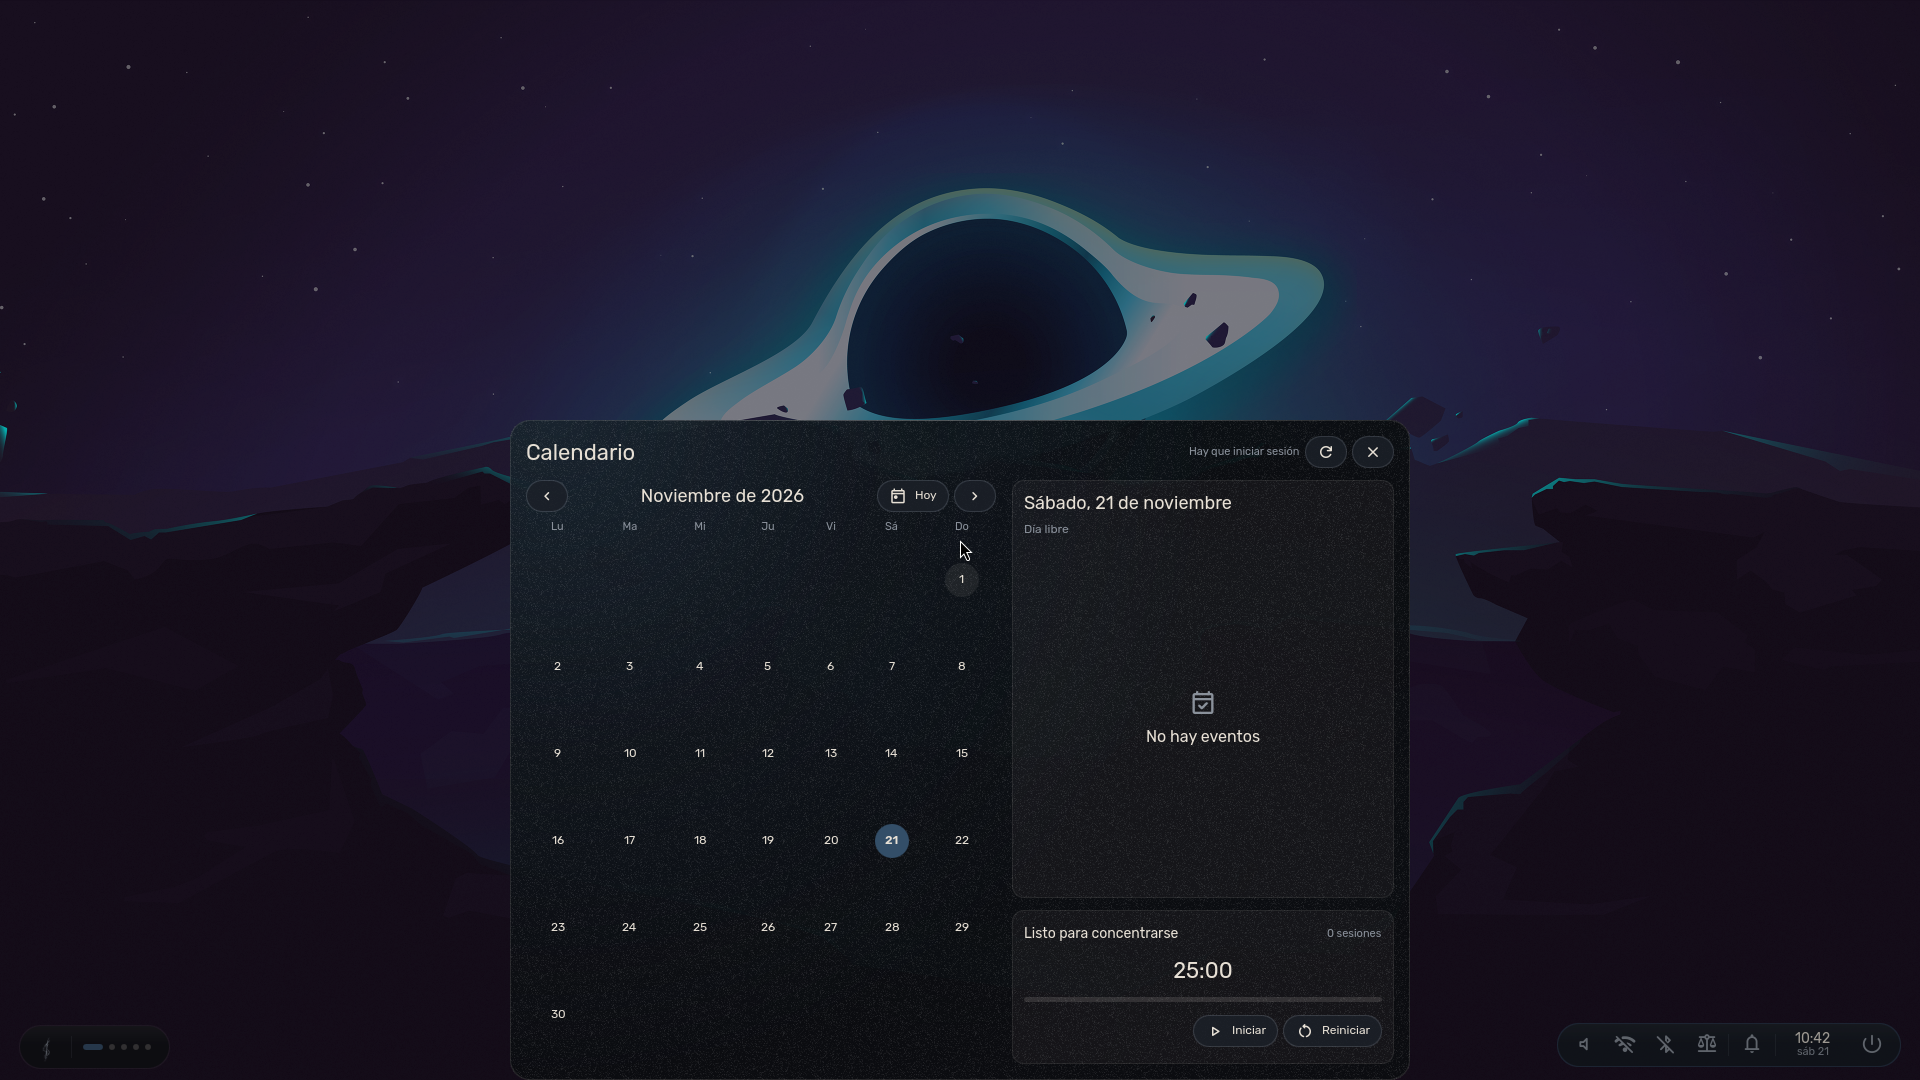 Calendario
Hay que iniciar sesión
Noviembre de 2026
Hoy
Lu Ma Mi Ju Vi Sá Do
1
2 3 4 5 6 7 8
9 10 11 12 13 14 15
16 17 18 19 20 21 22
23 24 25 26 27 28 29
30
Sábado, 21 de noviembre
Día libre
No hay eventos
Listo para concentrarse
0 sesiones
25:00
Iniciar
Reiniciar
10:42
sáb 21